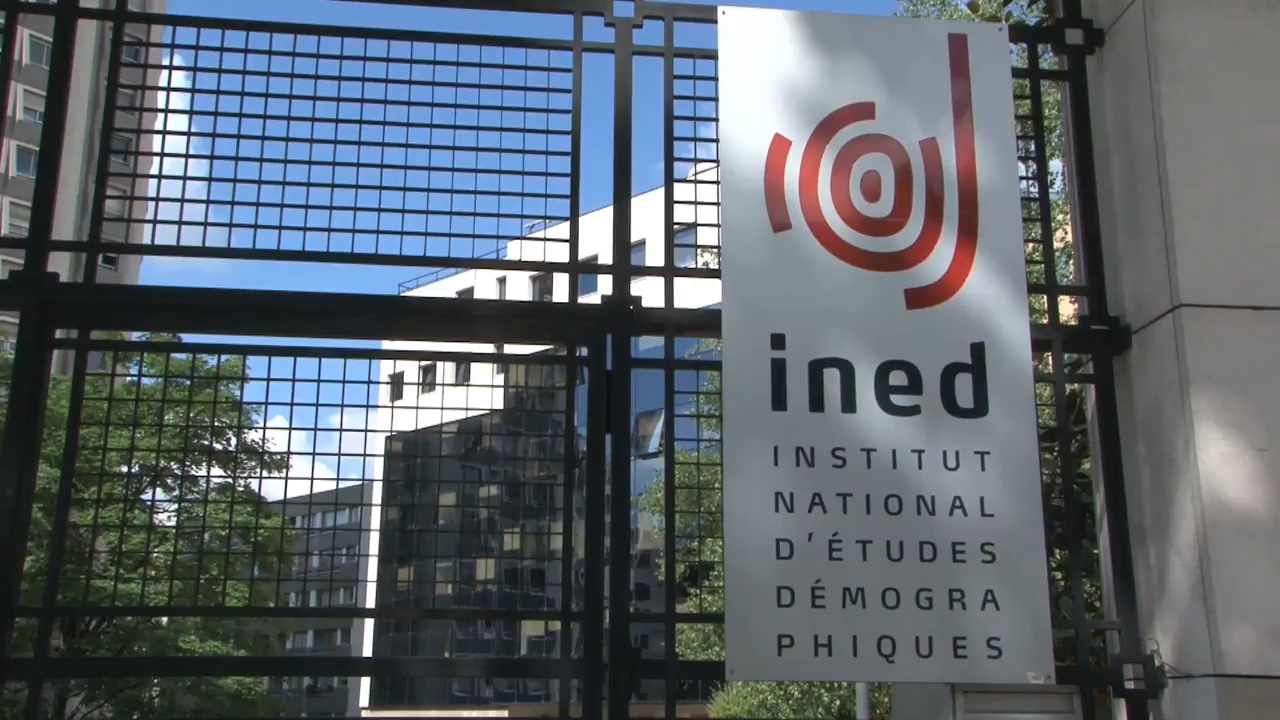 ined
INSTITUT
NATIONAL
D'ÉTUDES
DÉMOGRA
PHIQUES